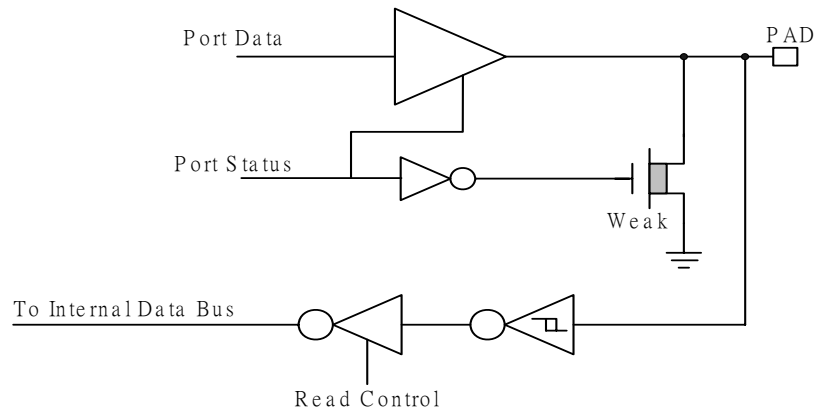 Port Data
PAD
Port Status
Weak
To Internal Data Bus
Read Control